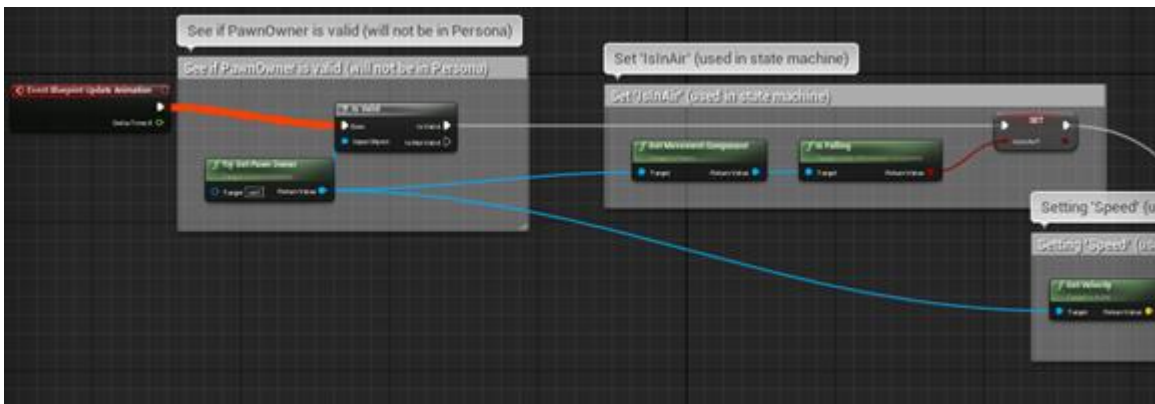 See if PawnOwner is valid (will not be in Persona)
See if PawnOwner is valid (will not be in Persona)
Set 'IsInAir' (used in state machine)
Set 'IsInAir' (used in state machine)
Event Blueprint Update Animation
Delta Time X
Is Valid
Exec Is Valid
Input Object Is Not Valid
Try Get Pawn Owner
Target self Return Value
Get Movement Component
Target Return Value
Is Falling
Target Return Value
SET
Setting 'Speed' (u
Setting 'Speed' (us
Get Velocity
Target Return Value